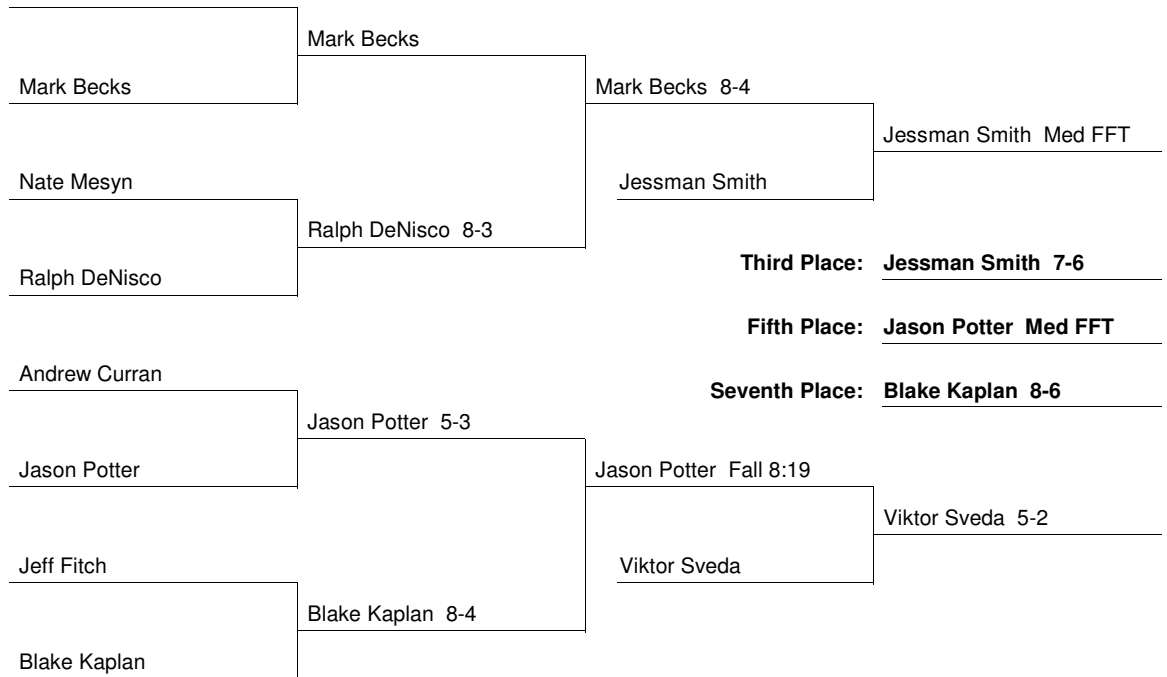 Mark Becks
Mark Becks
Mark Becks 8-4
Jessman Smith Med FFT
Nate Mesyn
Jessman Smith
Ralph DeNisco 8-3
Third Place: Jessman Smith 7-6
Ralph DeNisco
Fifth Place: Jason Potter Med FFT
Andrew Curran
Seventh Place: Blake Kaplan 8-6
Jason Potter 5-3
Jason Potter
Jason Potter Fall 8:19
Viktor Sveda 5-2
Jeff Fitch
Viktor Sveda
Blake Kaplan 8-4
Blake Kaplan